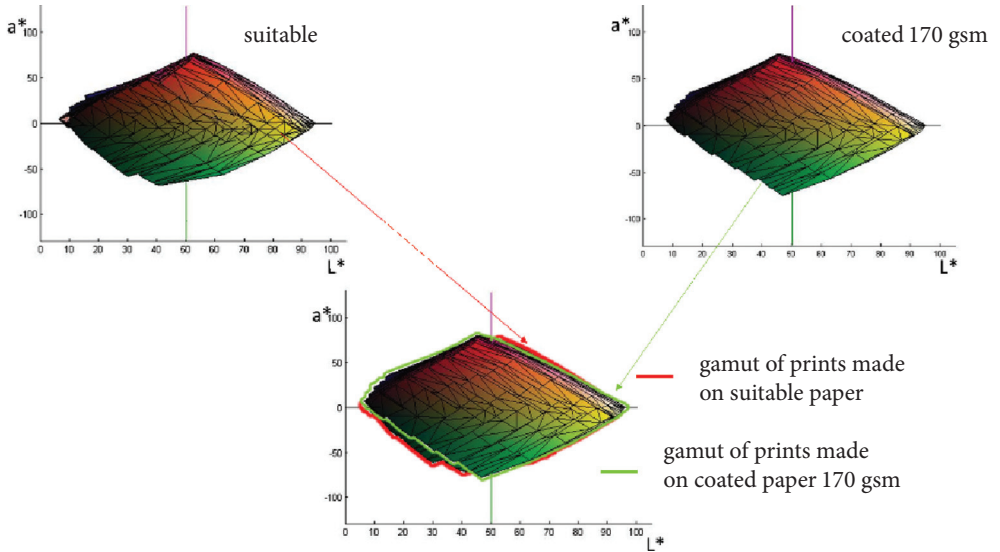 a*
suitable
100
50
0
-50
-100
0 10 20 30 40 50 60 70 80 90 100
L*
a*
coated 170 gsm
100
50
0
-50
-100
0 10 20 30 40 50 60 70 80 90 100
L*
a*
100
50
0
-50
-100
0 10 20 30 40 50 60 70 80 90 100
L*
gamut of prints made
on suitable paper
gamut of prints made
on coated paper 170 gsm